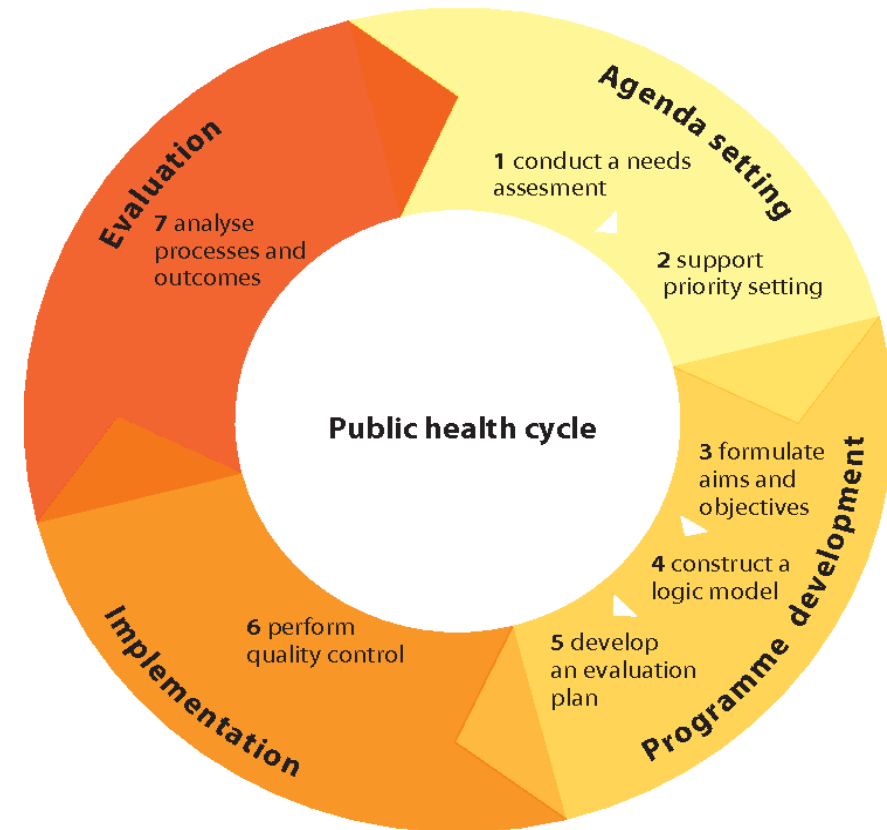 Public health cycle
Agenda setting
1 conduct a needs
assesment
2 support
priority setting
Programme development
3 formulate
aims and
objectives
4 construct a
logic model
5 develop
an evaluation
plan
Implementation
6 perform
quality control
Evaluation
7 analyse
processes and
outcomes